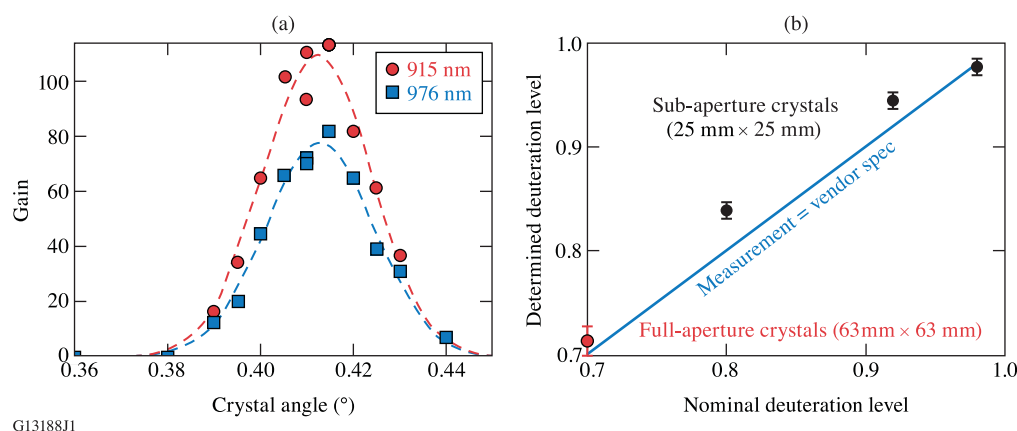 (a)
Gain
100
80
60
40
20
0
0.36
0.38
0.40
0.42
0.44
Crystal angle (°)
915 nm
976 nm
(b)
Determined deuteration level
1.0
0.9
0.8
0.7
0.7
0.8
0.9
1.0
Nominal deuteration level
Sub-aperture crystals
(25 mm × 25 mm)
Measurement = vendor spec
Full-aperture crystals (63mm × 63 mm)
G13188J1